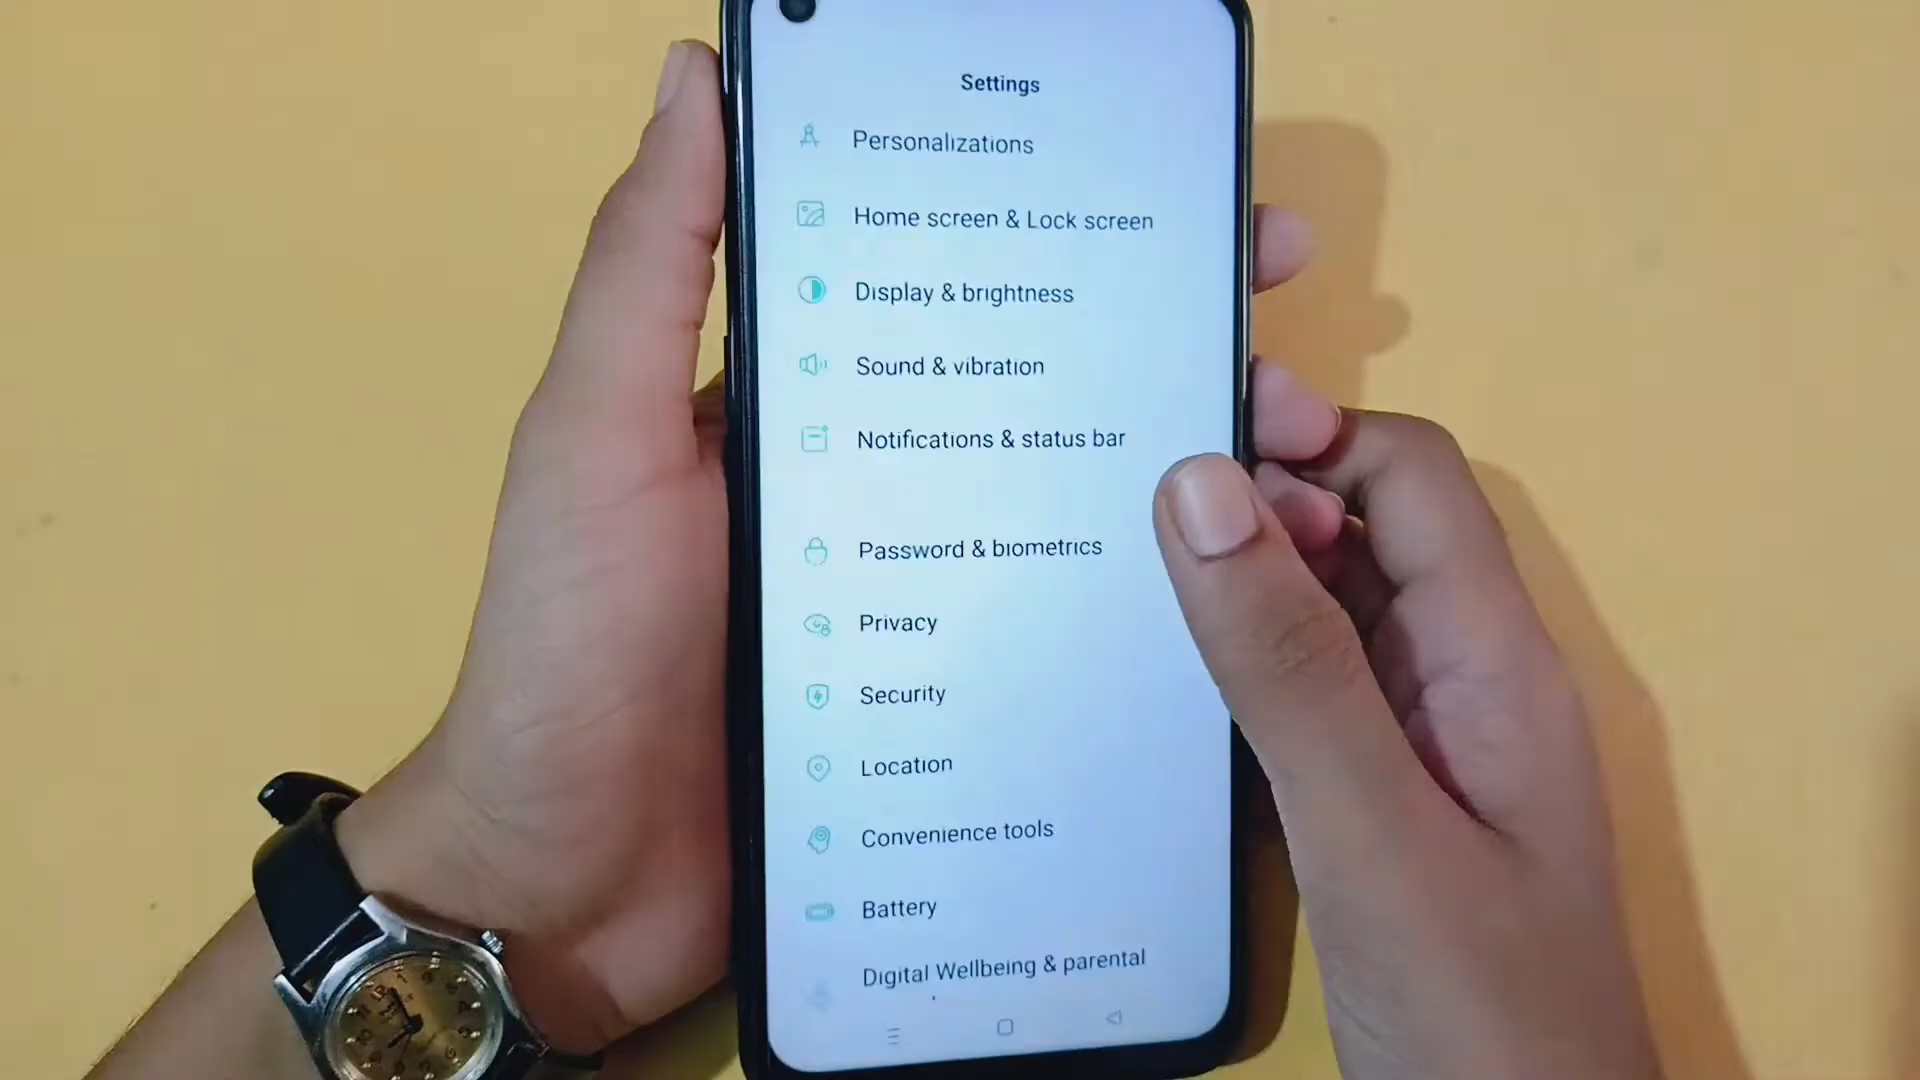 Settings
Personalizations
Home screen & Lock screen
Display & brightness
Sound & vibration
Notifications & status bar
Password & biometrics
Privacy
Security
Location
Convenience tools
Battery
Digital Wellbeing & parental